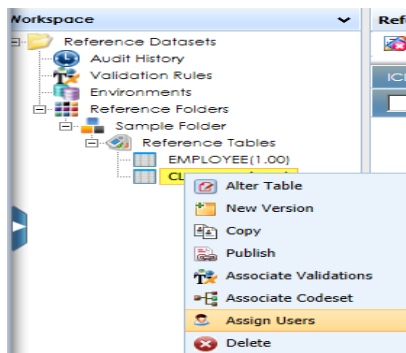 Workspace
Ref
Reference Datasets
Audit History
Validation Rules
Environments
Reference Folders
Sample Folder
Reference Tables
EMPLOYEE(1.00)
CL
Alter Table
New Version
Copy
Publish
Associate Validations
Associate Codeset
Assign Users
Delete